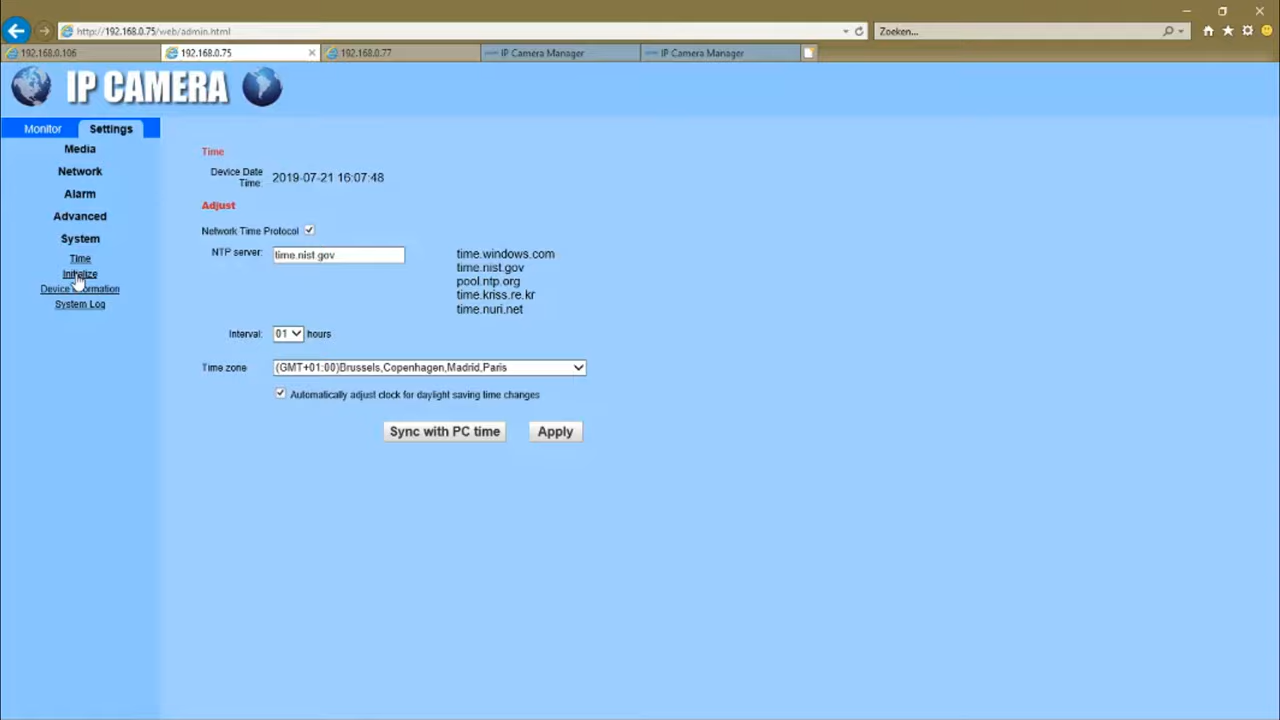 http://192.168.0.75/web/admin.html
Zoeken...
192.168.0.106
192.168.0.75
192.168.0.77
IP Camera Manager
IP Camera Manager
IP CAMERA
Monitor
Settings
Media
Network
Alarm
Advanced
System
Time
Initialize
Device Information
System Log
Time
Device Date
Time:
2019-07-21 16:07:48
Adjust
Network Time Protocol
NTP server:
time.nist.gov
time.windows.com
time.nist.gov
pool.ntp.org
time.kriss.re.kr
time.nuri.net
Interval:
01
hours
Time zone
(GMT+01:00)Brussels,Copenhagen,Madrid,Paris
Automatically adjust clock for daylight saving time changes
Sync with PC time
Apply